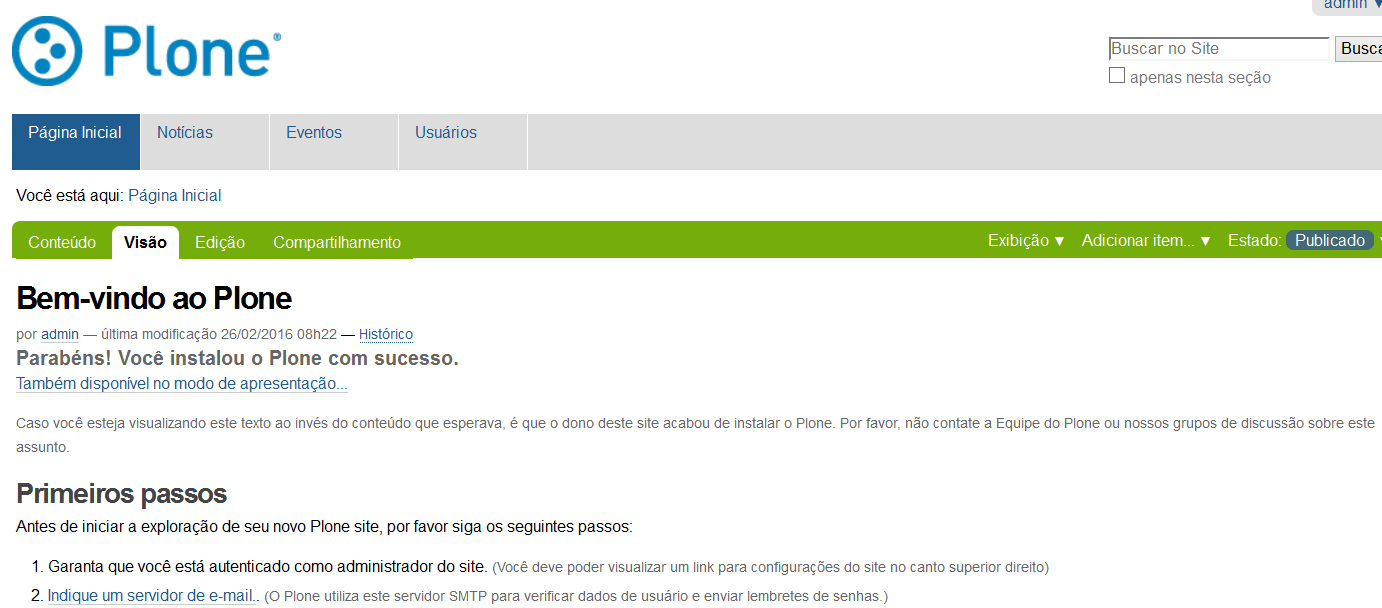 admin ▼
Plone®
Buscar no Site
apenas nesta seção
Página Inicial Notícias Eventos Usuários
Você está aqui: Página Inicial
Conteúdo Visão Edição Compartilhamento Exibição ▼ Adicionar item... ▼ Estado: Publicado
Bem-vindo ao Plone
por admin — última modificação 26/02/2016 08h22 — Histórico
Parabéns! Você instalou o Plone com sucesso.
Também disponível no modo de apresentação...
Caso você esteja visualizando este texto ao invés do conteúdo que esperava, é que o dono deste site acabou de instalar o Plone. Por favor, não contate a Equipe do Plone ou nossos grupos de discussão sobre este
assunto.
Primeiros passos
Antes de iniciar a exploração de seu novo Plone site, por favor siga os seguintes passos:
1. Garanta que você está autenticado como administrador do site. (Você deve poder visualizar um link para configurações do site no canto superior direito)
2. Indique um servidor de e-mail.. (O Plone utiliza este servidor SMTP para verificar dados de usuário e enviar lembretes de senhas.)